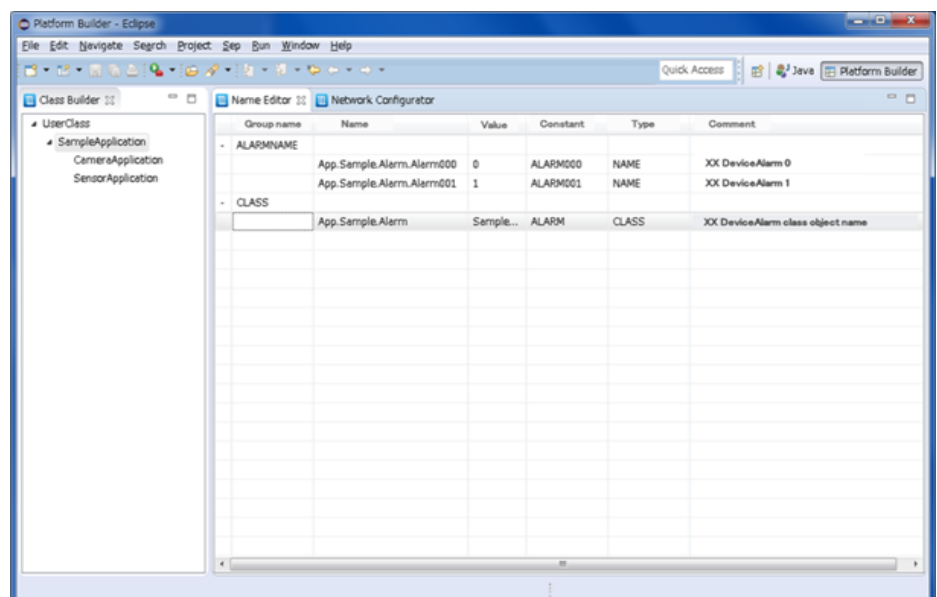 Platform Builder - Eclipse
File Edit Navigate Search Project Sep Run Window Help
Quick Access Java Platform Builder
Class Builder Name Editor Network Configurator
UserClass
SampleApplication
CameraApplication
SensorApplication
Group name Name Value Constant Type Comment
- ALARMNAME
App.Sample.Alarm.Alarm000 0 ALARM000 NAME XX DeviceAlarm 0
App.Sample.Alarm.Alarm001 1 ALARM001 NAME XX DeviceAlarm 1
- CLASS
App.Sample.Alarm Sample... ALARM CLASS XX DeviceAlarm class object name